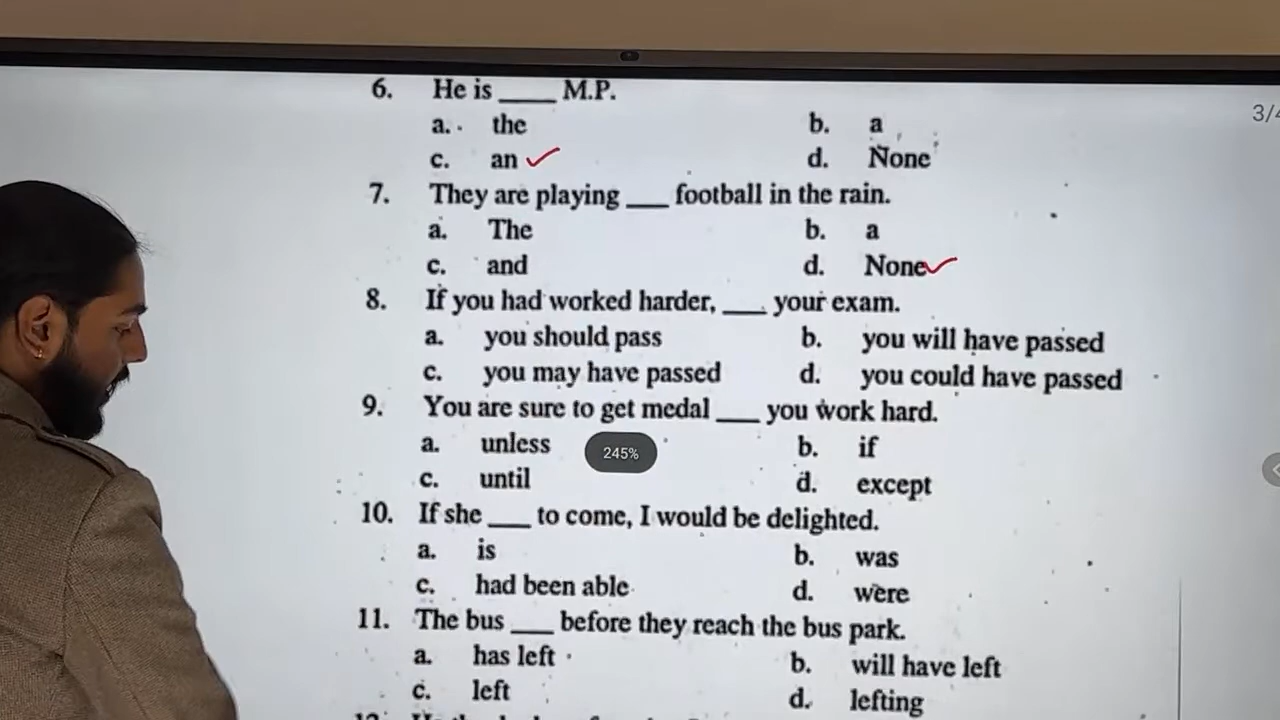 3/4
6. He is ____ M.P.
a. the b. a
c. an d. None
7. They are playing ___ football in the rain.
a. The b. a
c. and d. None
8. If you had worked harder, ___ your exam.
a. you should pass b. you will have passed
c. you may have passed d. you could have passed
9. You are sure to get medal ___ you work hard.
a. unless b. if
245%
c. until d. except
10. If she ___ to come, I would be delighted.
a. is b. was
c. had been able d. were
11. The bus ___ before they reach the bus park.
a. has left b. will have left
c. left d. lefting